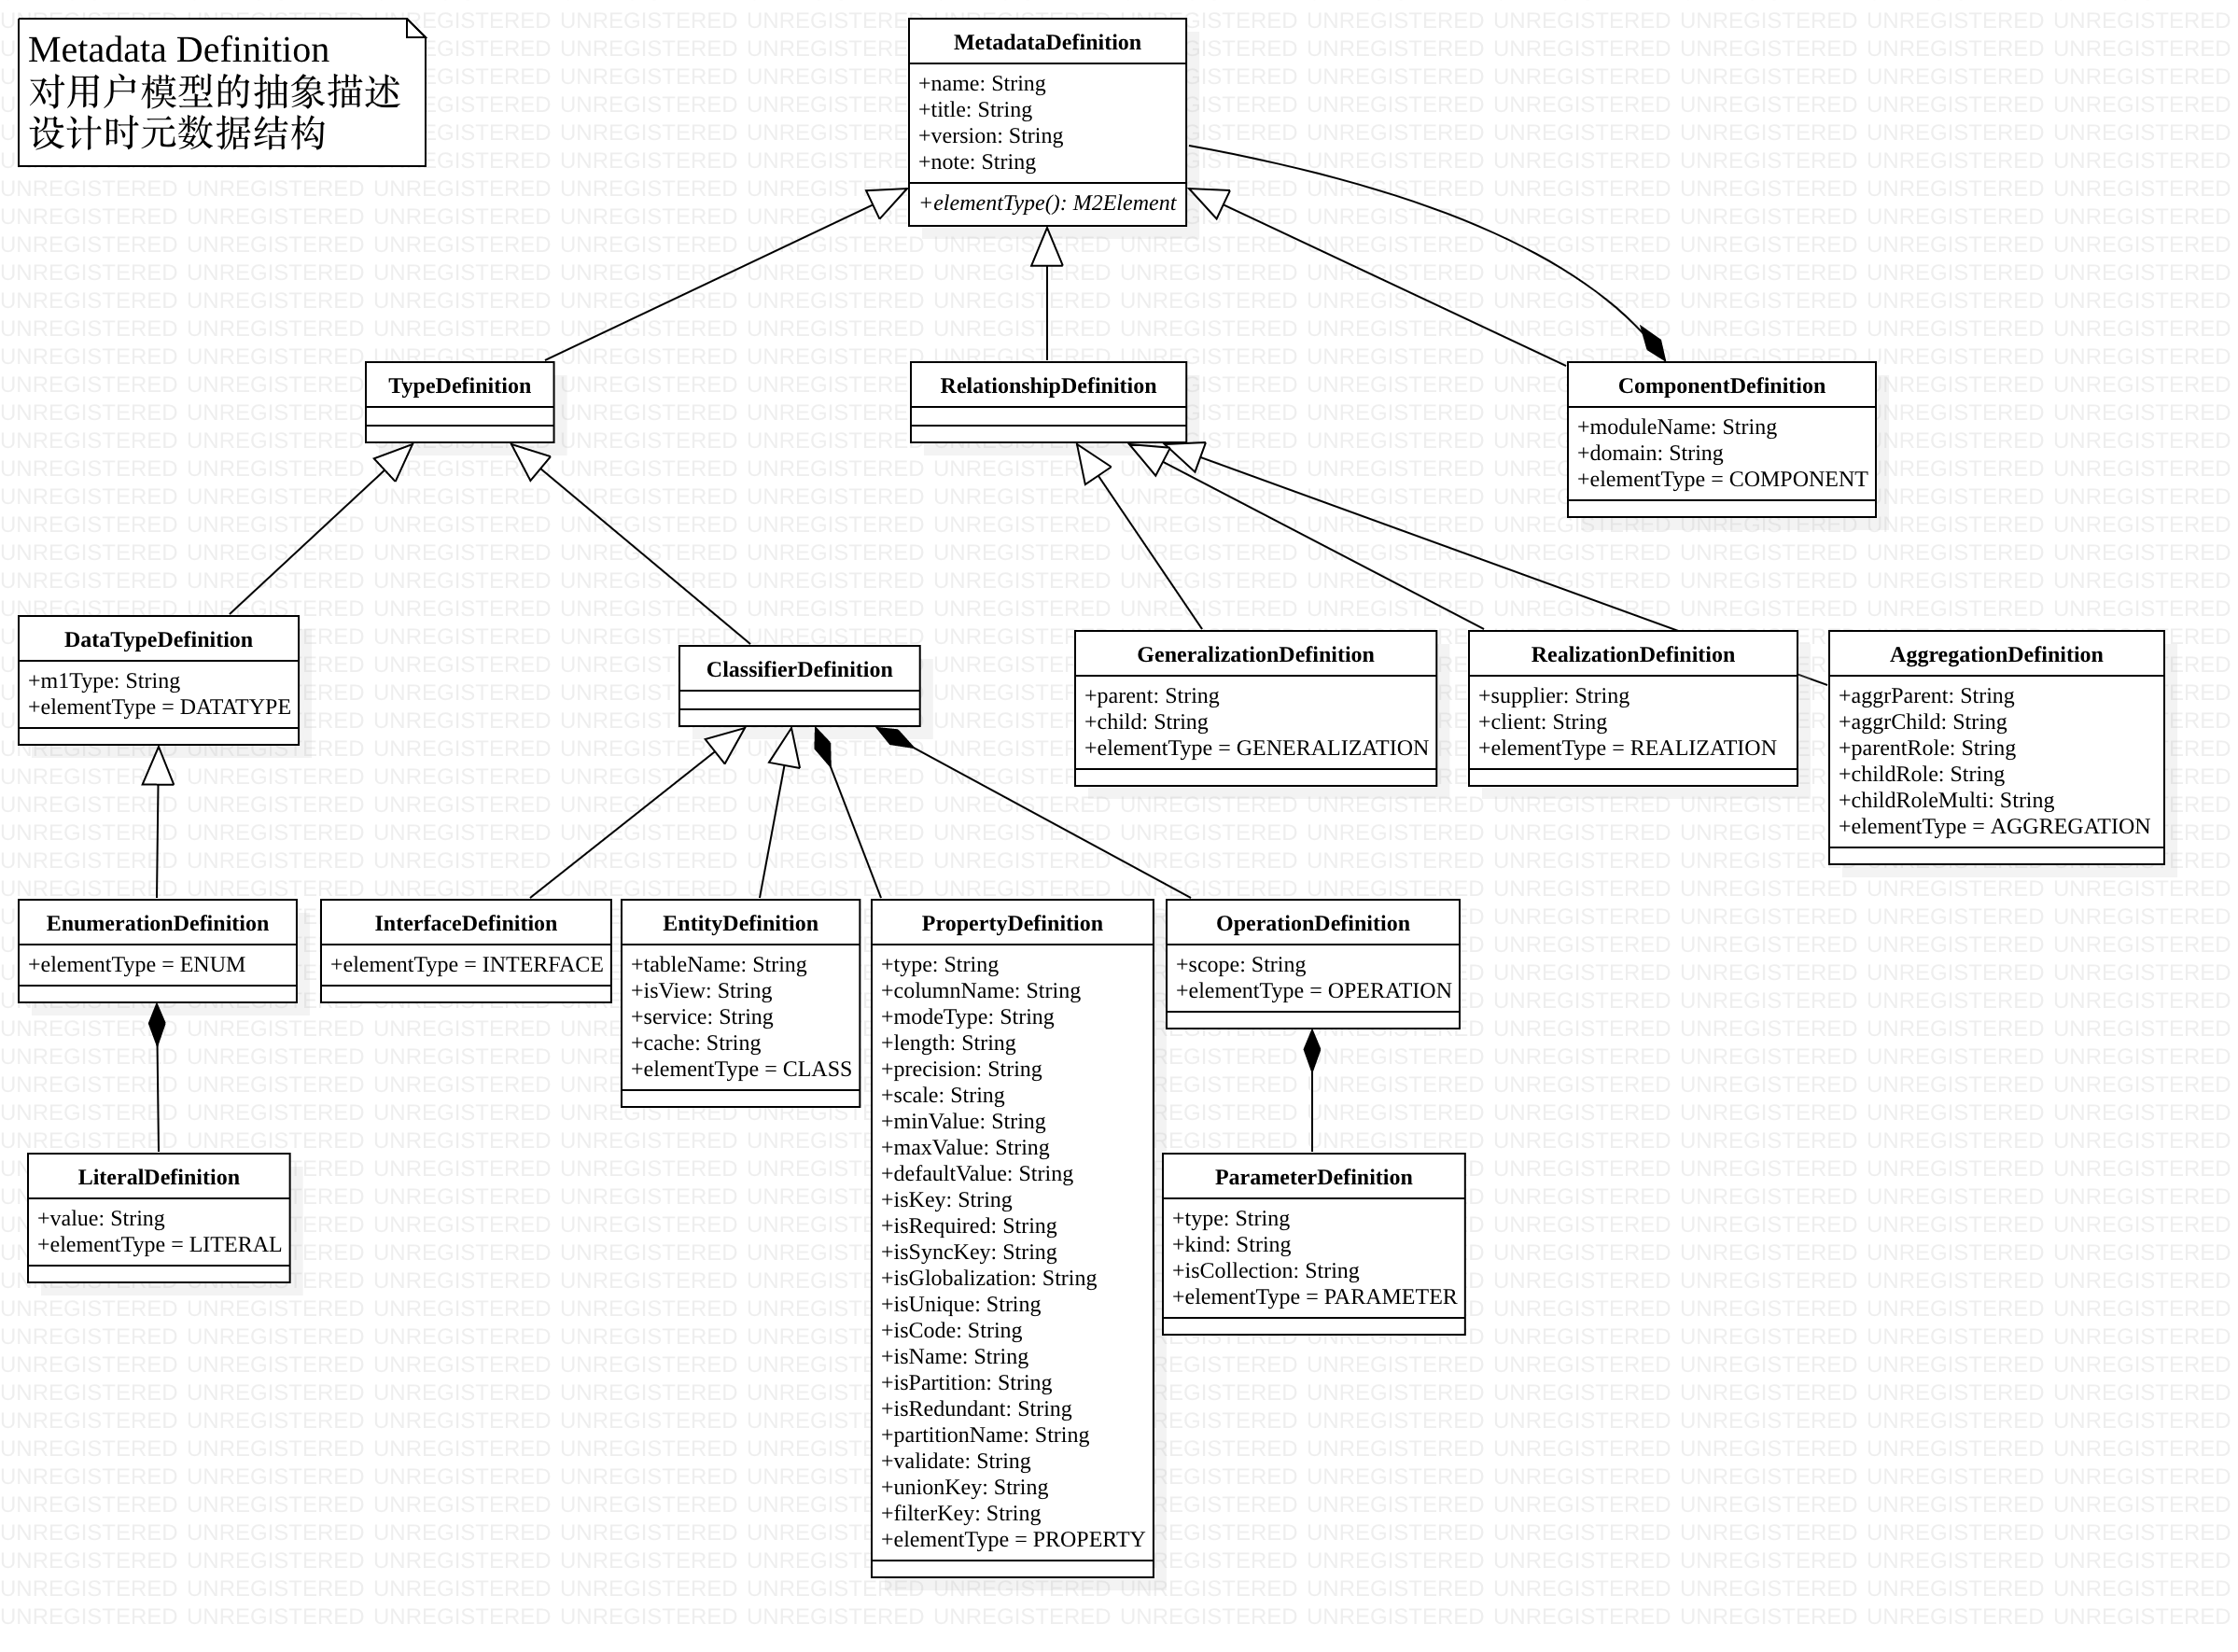 Metadata Definition
对用户模型的抽象描述
设计时元数据结构
MetadataDefinition
+name: String
+title: String
+version: String
+note: String
+elementType(): M2Element
TypeDefinition
RelationshipDefinition
ComponentDefinition
+moduleName: String
+domain: String
+elementType = COMPONENT
DataTypeDefinition
+m1Type: String
+elementType = DATATYPE
ClassifierDefinition
GeneralizationDefinition
+parent: String
+child: String
+elementType = GENERALIZATION
RealizationDefinition
+supplier: String
+client: String
+elementType = REALIZATION
AggregationDefinition
+aggrParent: String
+aggrChild: String
+parentRole: String
+childRole: String
+childRoleMulti: String
+elementType = AGGREGATION
EnumerationDefinition
+elementType = ENUM
InterfaceDefinition
+elementType = INTERFACE
EntityDefinition
+tableName: String
+isView: String
+service: String
+cache: String
+elementType = CLASS
PropertyDefinition
+type: String
+columnName: String
+modeType: String
+length: String
+precision: String
+scale: String
+minValue: String
+maxValue: String
+defaultValue: String
+isKey: String
+isRequired: String
+isSyncKey: String
+isGlobalization: String
+isUnique: String
+isCode: String
+isName: String
+isPartition: String
+isRedundant: String
+partitionName: String
+validate: String
+unionKey: String
+filterKey: String
+elementType = PROPERTY
OperationDefinition
+scope: String
+elementType = OPERATION
LiteralDefinition
+value: String
+elementType = LITERAL
ParameterDefinition
+type: String
+kind: String
+isCollection: String
+elementType = PARAMETER
UNREGISTERED